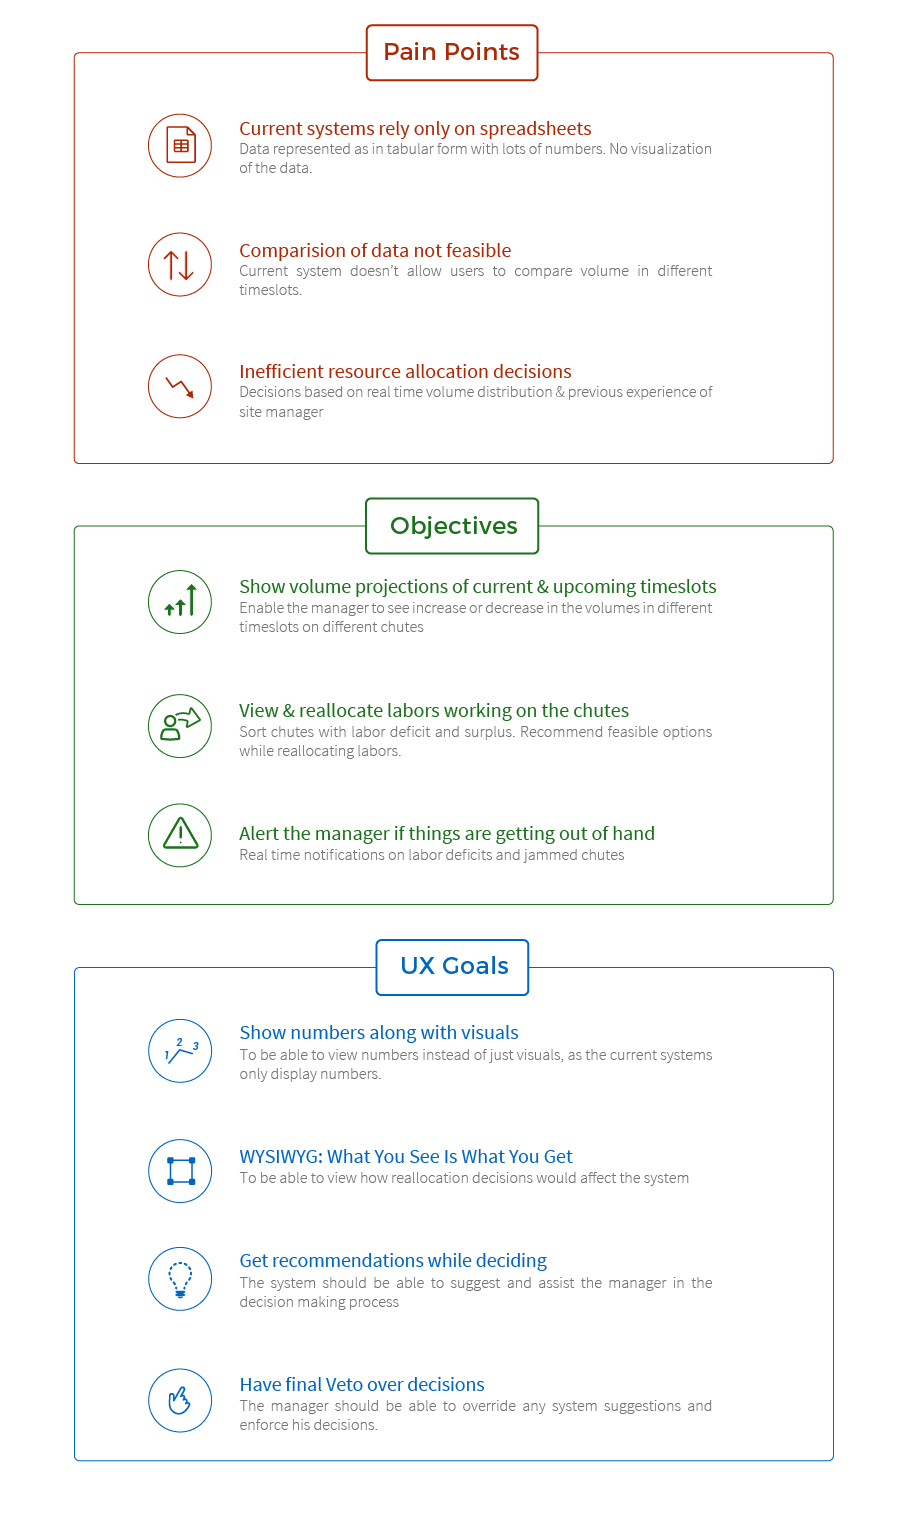 Pain Points
Current systems rely only on spreadsheets
Data represented as in tabular form with lots of numbers. No visualization
of the data.
Comparision of data not feasible
Current system doesn't allow users to compare volume in different
timeslots.
Inefficient resource allocation decisions
Decisions based on real time volume distribution & previous experience of
site manager
Objectives
Show volume projections of current & upcoming timeslots
Enable the manager to see increase or decrease in the volumes in different
timeslots on different chutes
View & reallocate labors working on the chutes
Sort chutes with labor deficit and surplus. Recommend feasible options
while reallocating labors.
Alert the manager if things are getting out of hand
Real time notifications on labor deficits and jammed chutes
UX Goals
1 2 3
Show numbers along with visuals
To be able to view numbers instead of just visuals, as the current systems
only display numbers.
WYSIWYG: What You See Is What You Get
To be able to view how reallocation decisions would affect the system
Get recommendations while deciding
The system should be able to suggest and assist the manager in the
decision making process
Have final Veto over decisions
The manager should be able to override any system suggestions and
enforce his decisions.